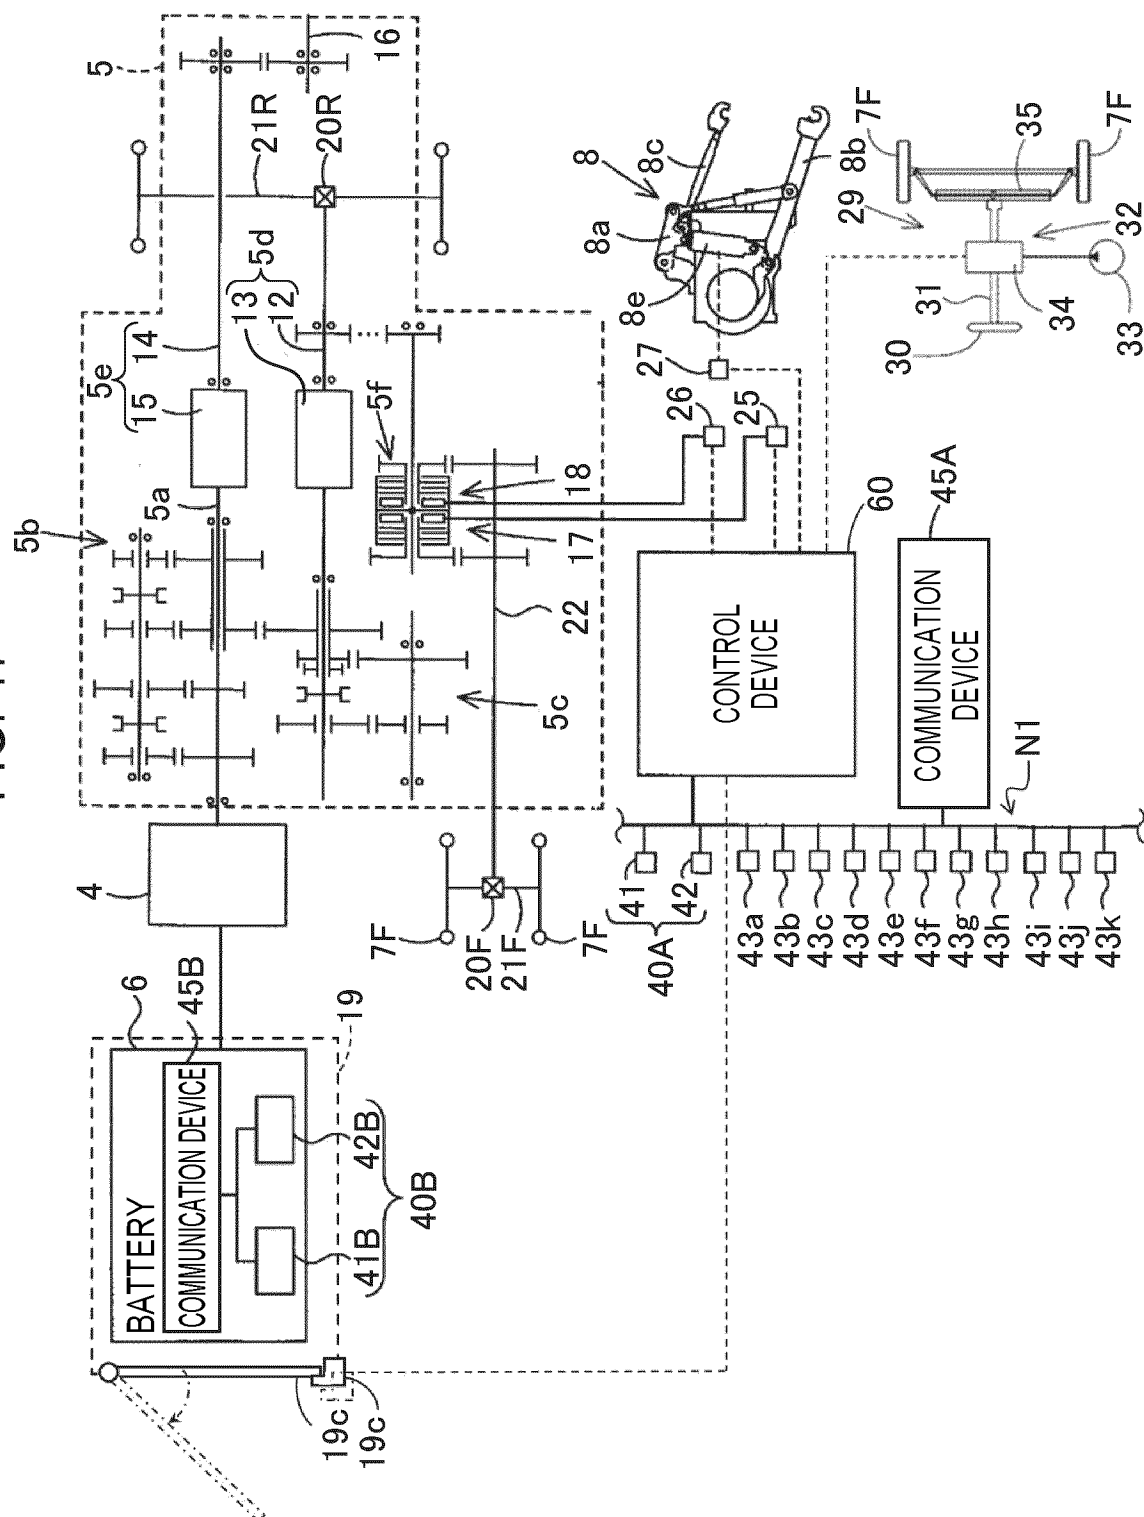 5
16
21R
20R
5d
13
12
5e
15
14
5f
5a
5b
18
17
22
5c
4
7F
20F
21F
7F
6
45B
19
BATTERY
COMMUNICATION DEVICE
41B
42B
40B
19c
19c
8
8a
8c
8b
8e
27
26
25
7F
7F
35
29
32
31
34
30
33
60
CONTROL
DEVICE
45A
COMMUNICATION
DEVICE
N1
41
42
40A
43a
43b
43c
43d
43e
43f
43g
43h
43i
43j
43k